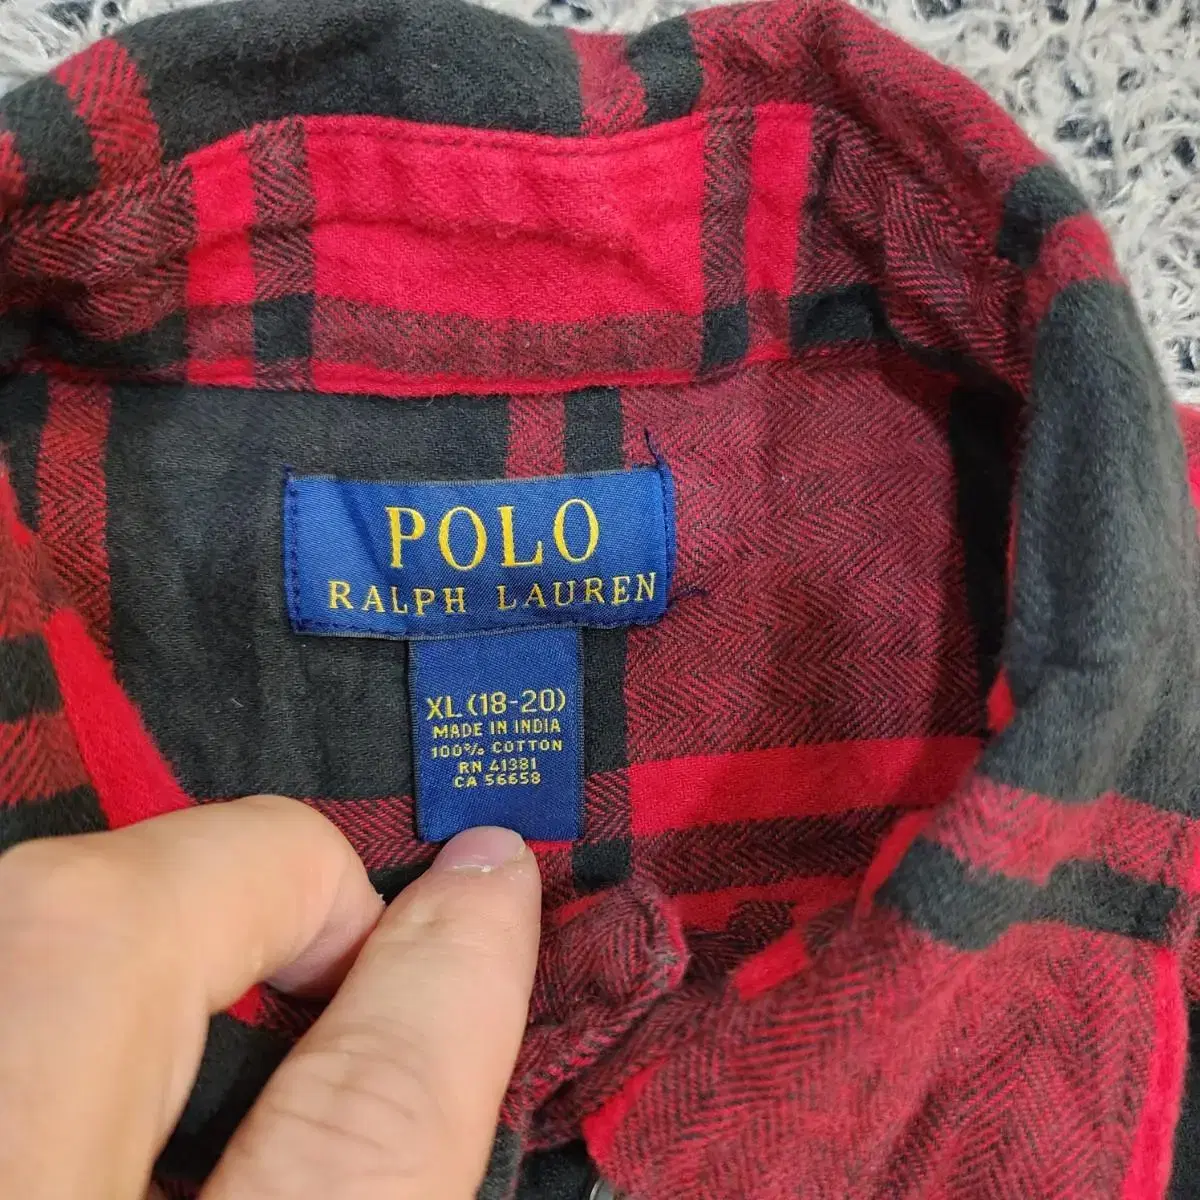 POLO
RALPH LAUREN
XL (18-20)
MADE IN INDIA
100% COTTON
RN 41381
CA 56658